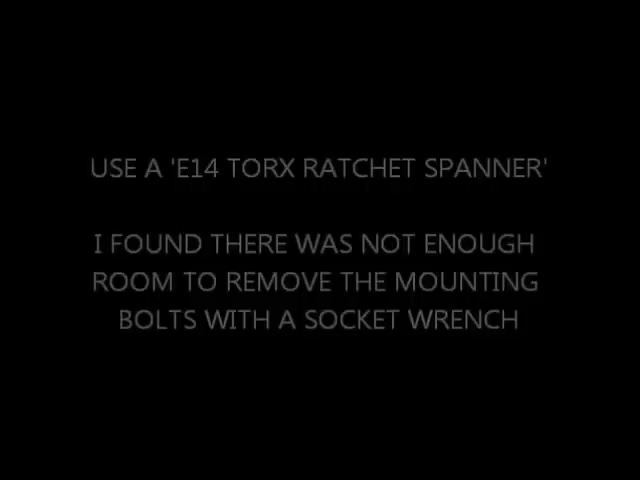 USE A 'E14 TORX RATCHET SPANNER'
I FOUND THERE WAS NOT ENOUGH
ROOM TO REMOVE THE MOUNTING
BOLTS WITH A SOCKET WRENCH